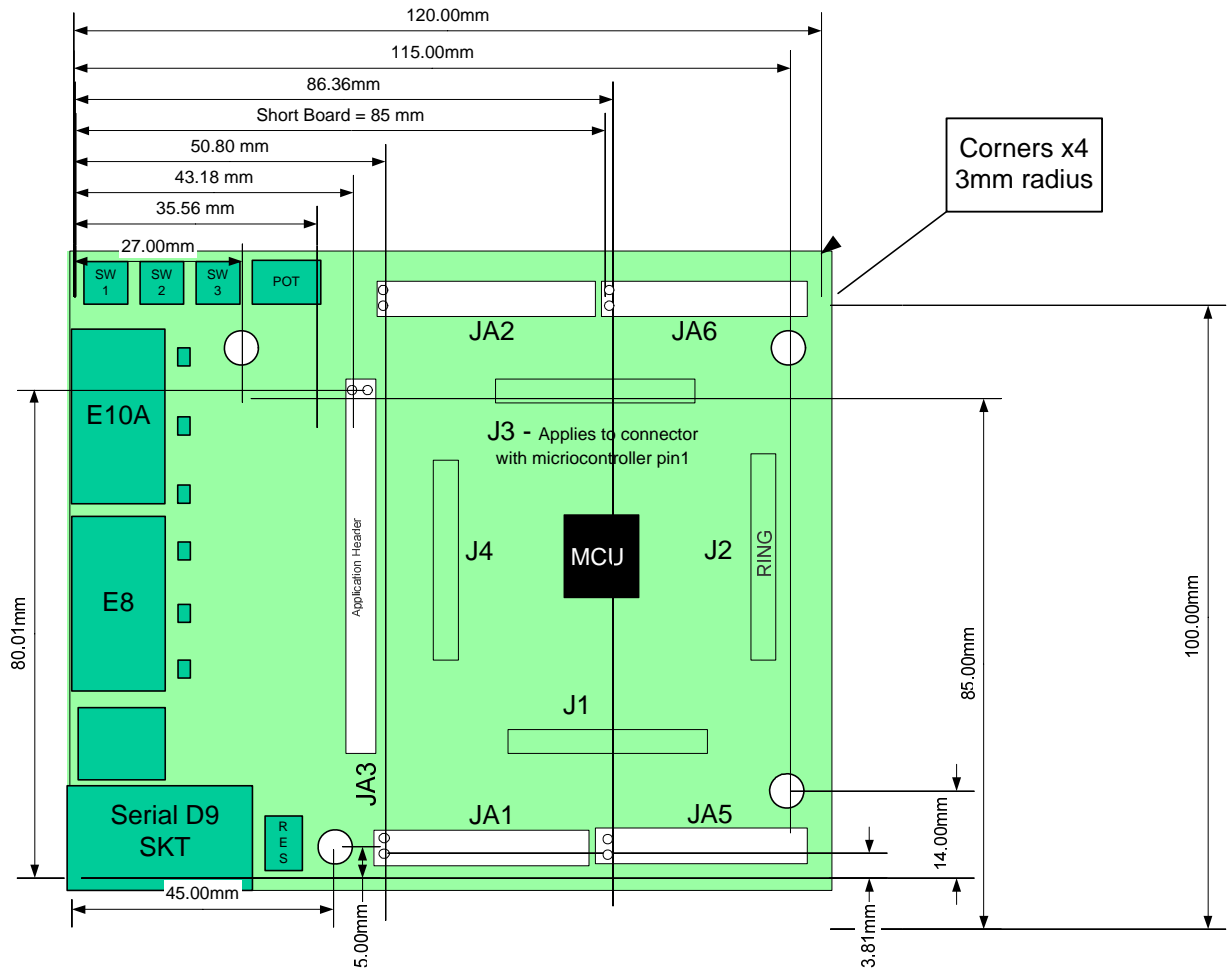 120.00mm
115.00mm
86.36mm
Short Board = 85 mm
50.80 mm
43.18 mm
35.56 mm
27.00mm
Corners x4
3mm radius
SW
1
SW
2
SW
3
POT
JA2
JA6
E10A
J3 - Applies to connector
with micriocontroller pin1
Application Header
J4
MCU
J2
RING
E8
80.01mm
85.00mm
100.00mm
J1
JA3
Serial D9
SKT
R
E
S
JA1
JA5
14.00mm
45.00mm
5.00mm
3.81mm